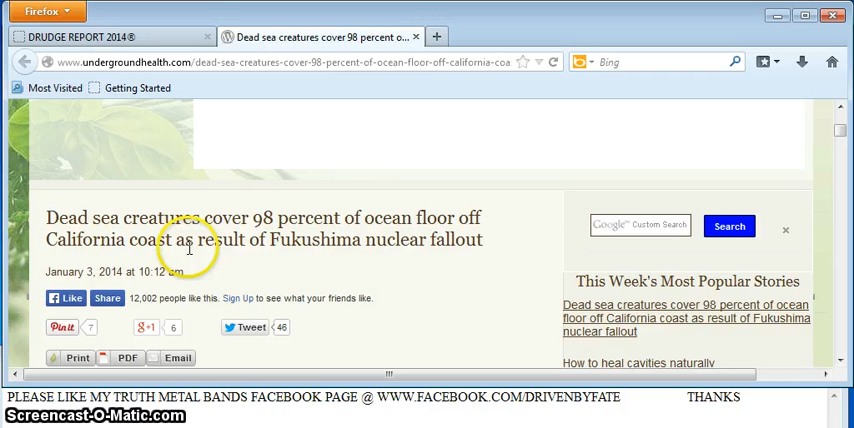 Firefox
DRUDGE REPORT 2014® ×
Dead sea creatures cover 98 percent o... × +
www.undergroundhealth.com/dead-sea-creatures-cover-98-percent-of-ocean-floor-off-california-coa
Bing
Most Visited Getting Started
Dead sea creatures cover 98 percent of ocean floor off
California coast as result of Fukushima nuclear fallout
January 3, 2014 at 10:12 am
Like Share 12,002 people like this. Sign Up to see what your friends like.
Pin it 7 g+1 6 Tweet 46
Print PDF Email
Google™ Custom Search Search ×
This Week's Most Popular Stories
Dead sea creatures cover 98 percent of ocean
floor off of California coast as result of Fukushima
nuclear fallout
How to heal cavities naturally
PLEASE LIKE MY TRUTH METAL BANDS FACEBOOK PAGE @ WWW.FACEBOOK.COM/DRIVENBYFATE THANKS
Screencast-O-Matic.com